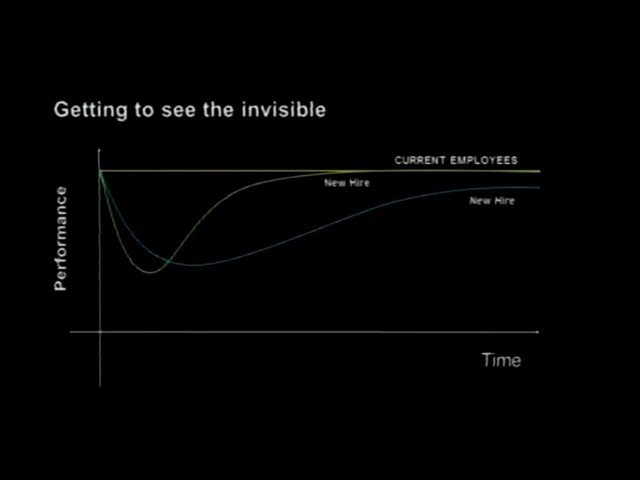 Getting to see the invisible
CURRENT EMPLOYEES
New Hire
New Hire
Performance
Time